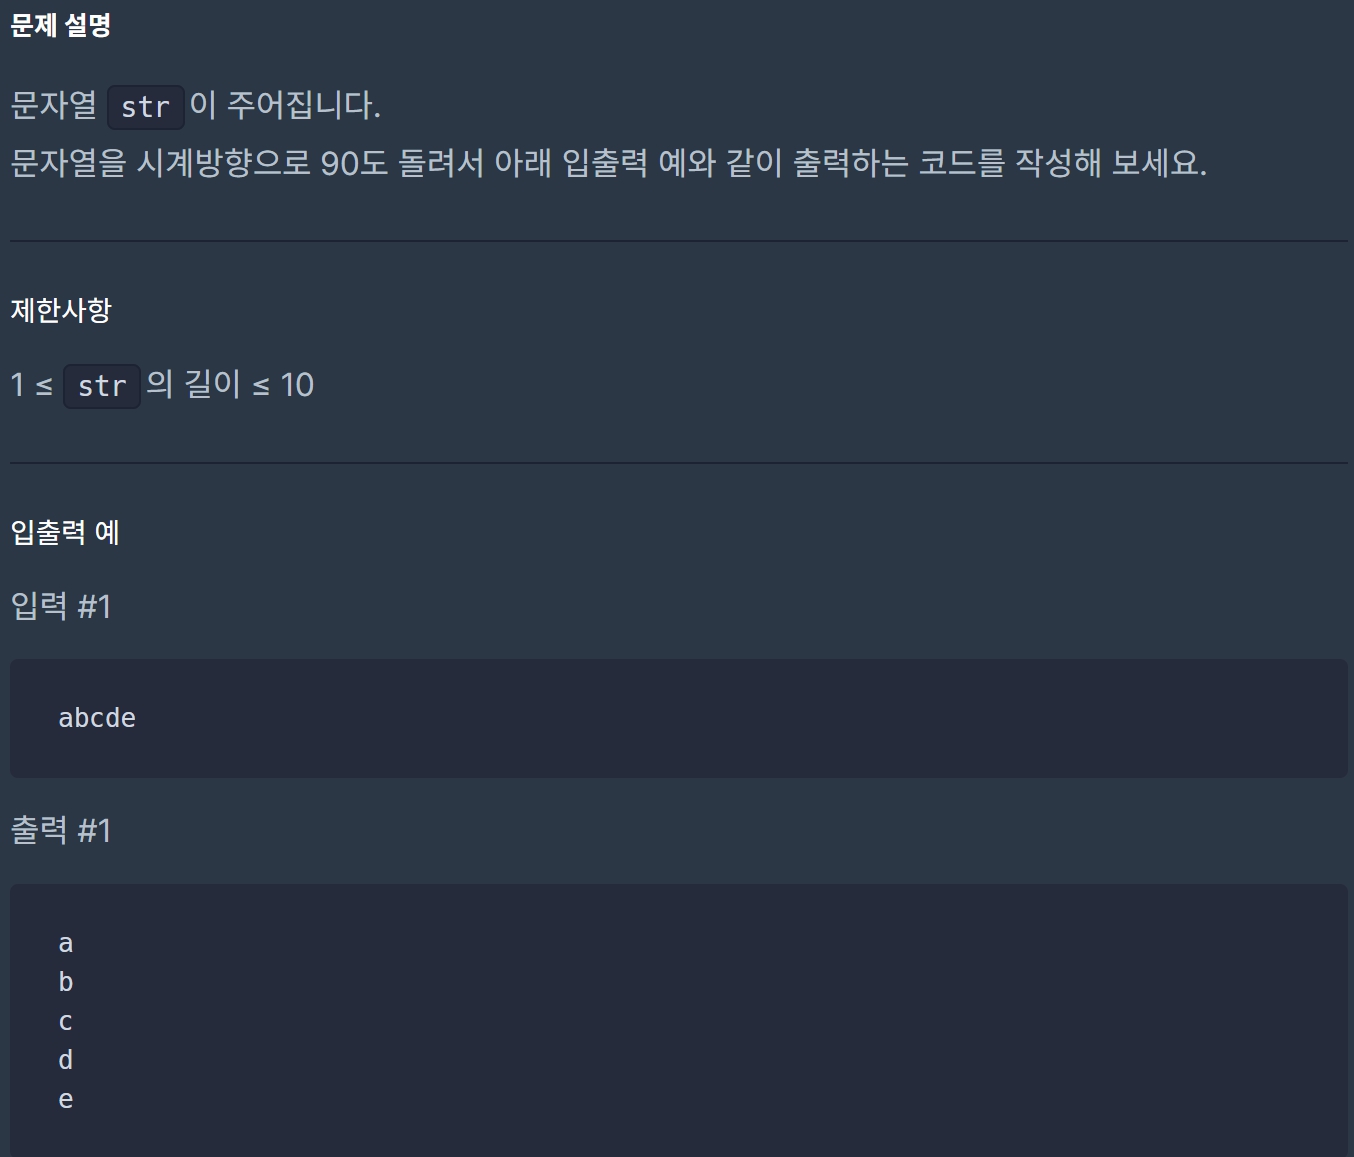 문제 설명
문자열 str 이 주어집니다.
문자열을 시계방향으로 90도 돌려서 아래 입출력 예와 같이 출력하는 코드를 작성해 보세요.
제한사항
1 ≤ str 의 길이 ≤ 10
입출력 예
입력 #1
abcde
출력 #1
a
b
c
d
e